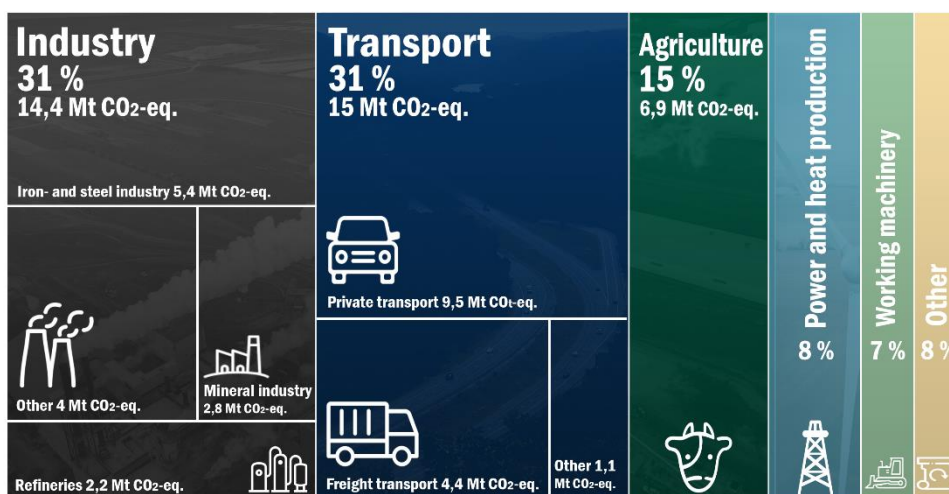 Industry
31 %
14,4 Mt CO2-eq.
Iron- and steel industry 5,4 Mt CO2-eq.
Other 4 Mt CO2-eq.
Mineral industry
2,8 Mt CO2-eq.
Refineries 2,2 Mt CO2-eq.
Transport
31 %
15 Mt CO2-eq.
Private transport 9,5 Mt COt-eq.
Freight transport 4,4 Mt CO2-eq.
Other 1,1
Mt CO2-eq.
Agriculture
15 %
6,9 Mt CO2-eq.
Power and heat production
8 %
Working machinery
7 %
Other
8 %